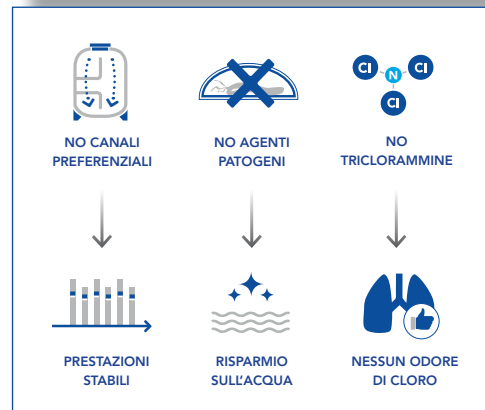 Cl
N
Cl
Cl
NO CANALI
PREFERENZIALI
NO AGENTI
PATOGENI
NO
TRICLORAMMINE
PRESTAZIONI
STABILI
RISPARMIO
SULL'ACQUA
NESSUN ODORE
DI CLORO